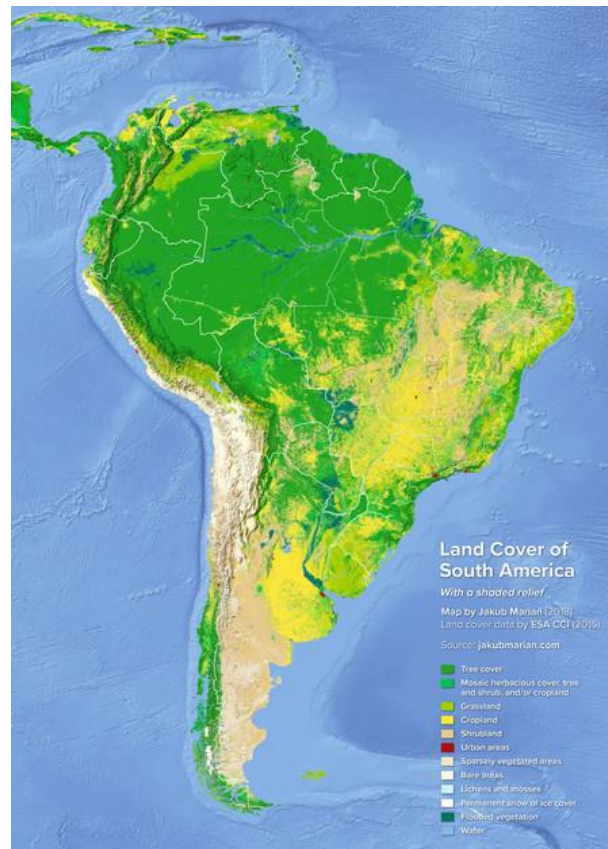 Land Cover of
South America
With a shaded relief
Map by Jakub Marian (2018)
Land cover data by ESA CCI (2015)
Source: jakubmarian.com
Tree cover
Mosaic herbacious cover, tree
and shrub, and/or cropland
Grassland
Cropland
Shrubland
Urban areas
Sparsely vegetated areas
Bare areas
Lichens and mosses
Permanent snow of ice cover
Flooded vegetation
Water